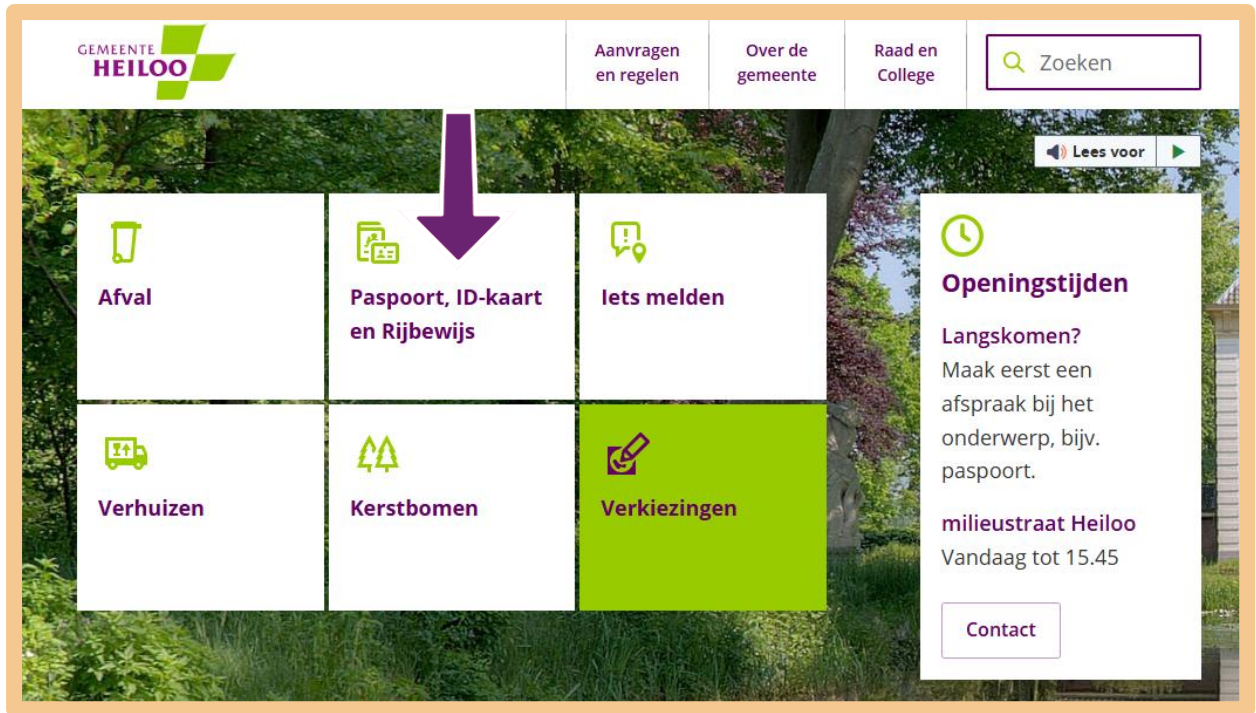 GEMEENTE
HEILOO
Aanvragen
en regelen
Over de
gemeente
Raad en
College
Zoeken
Lees voor
Afval
Paspoort, ID-kaart
en Rijbewijs
Iets melden
Verhuizen
Kerstbomen
Verkiezingen
Openingstijden
Langskomen?
Maak eerst een
afspraak bij het
onderwerp, bijv.
paspoort.
milieustraat Heiloo
Vandaag tot 15.45
Contact